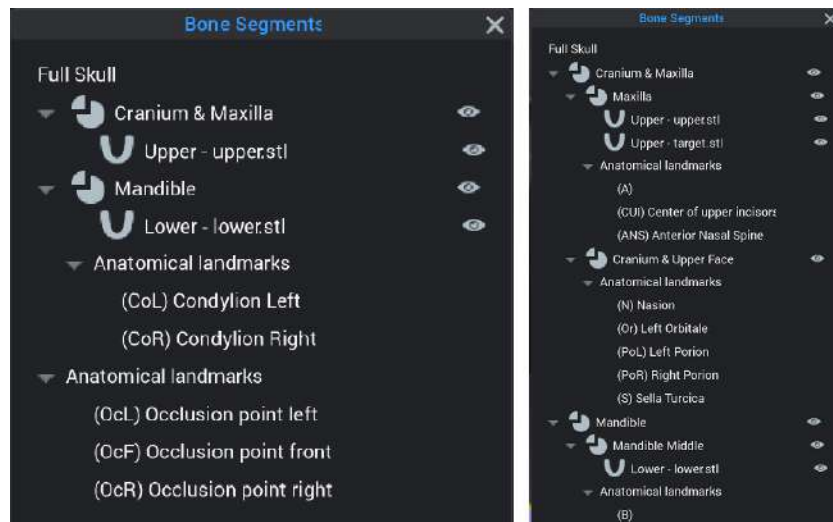 Bone Segments
Full Skull
Cranium & Maxilla
Upper - upper.stl
Mandible
Lower - lower.stl
Anatomical landmarks
(CoL) Condylion Left
(CoR) Condylion Right
Anatomical landmarks
(OcL) Occlusion point left
(OcF) Occlusion point front
(OcR) Occlusion point right
Bone Segments
Full Skull
Cranium & Maxilla
Maxilla
Upper - upper.stl
Upper - target.stl
Anatomical landmarks
(A)
(CUI) Center of upper incisors
(ANS) Anterior Nasal Spine
Cranium & Upper Face
Anatomical landmarks
(N) Nasion
(Or) Left Orbitale
(PoL) Left Porion
(PoR) Right Porion
(S) Sella Turcica
Mandible
Mandible Middle
Lower - lower.stl
Anatomical landmarks
(B)